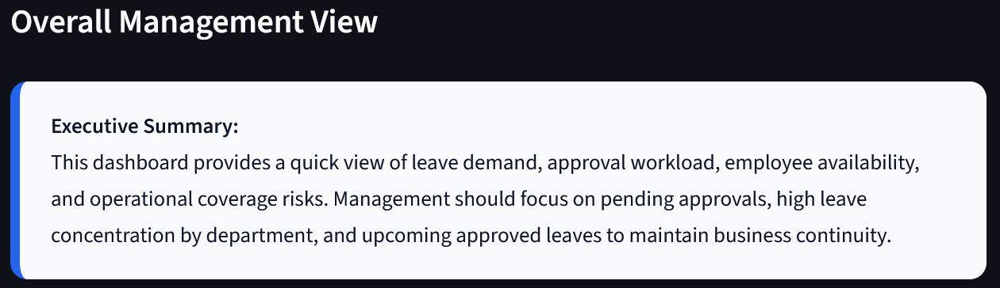 Overall Management View
Executive Summary:
This dashboard provides a quick view of leave demand, approval workload, employee availability,
and operational coverage risks. Management should focus on pending approvals, high leave
concentration by department, and upcoming approved leaves to maintain business continuity.